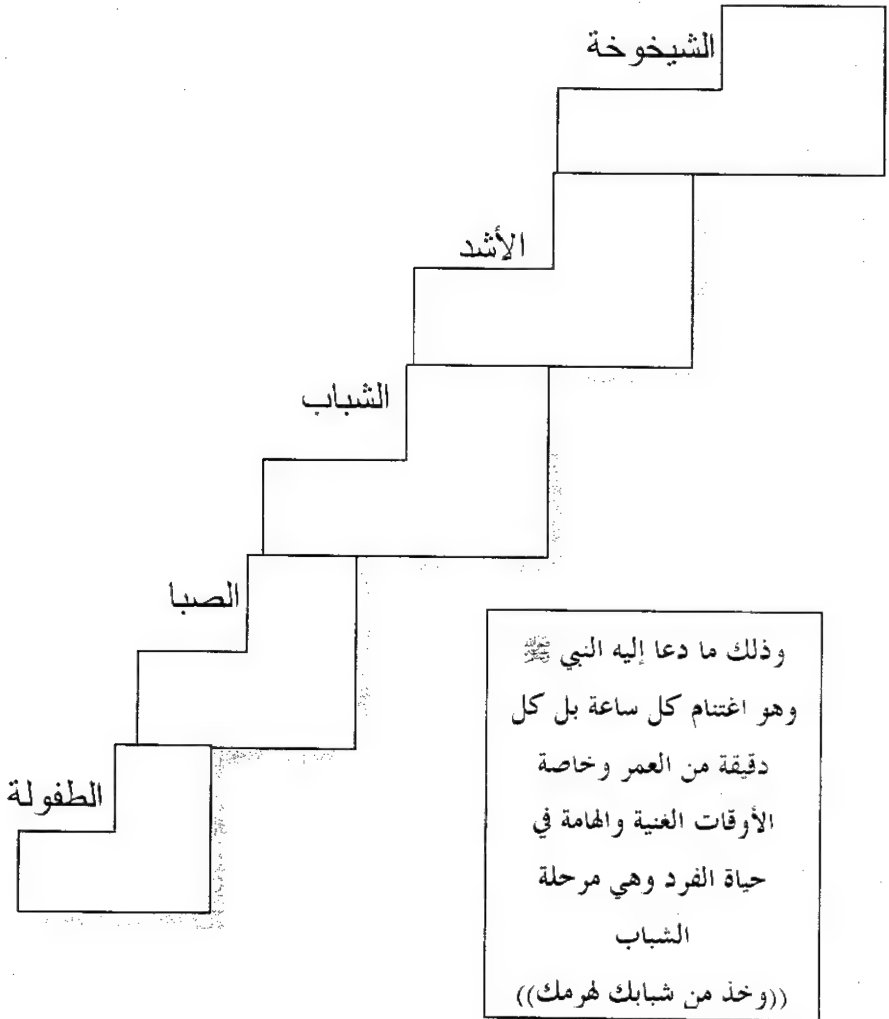 الشيخوخة
الأشد
الشباب
الصبا
الطفولة
وذلك ما دعا إليه النبي ﷺ
وهو اغتنام كل ساعة بل كل
دقيقة من العمر وخاصة
الأوقات الغنية والهامة في
حياة الفرد وهي مرحلة
الشباب
((وخذ من شبابك لهرمك))